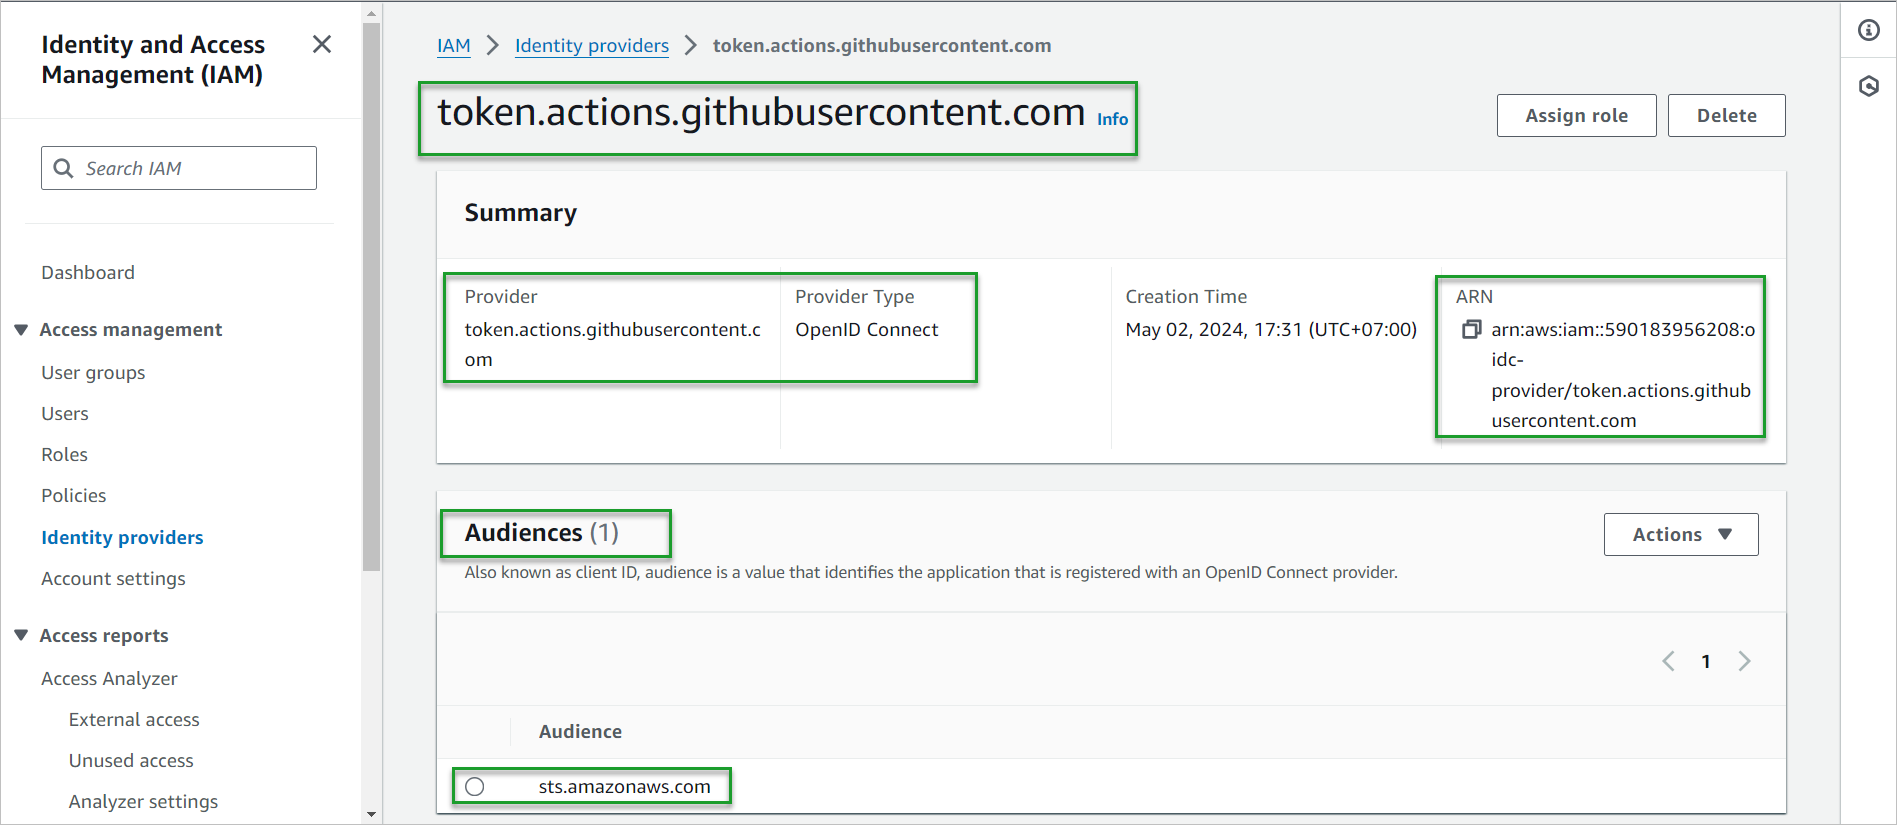 Identity and Access
Management (IAM)
Search IAM
Dashboard
Access management
User groups
Users
Roles
Policies
Identity providers
Account settings
Access reports
Access Analyzer
External access
Unused access
Analyzer settings
IAM > Identity providers > token.actions.githubusercontent.com
token.actions.githubusercontent.com Info
Assign role
Delete
Summary
Provider
token.actions.githubusercontent.c
om
Provider Type
OpenID Connect
Creation Time
May 02, 2024, 17:31 (UTC+07:00)
ARN
arn:aws:iam::590183956208:o
idc-
provider/token.actions.github
usercontent.com
Audiences (1)
Actions
Also known as client ID, audience is a value that identifies the application that is registered with an OpenID Connect provider.
1
Audience
sts.amazonaws.com